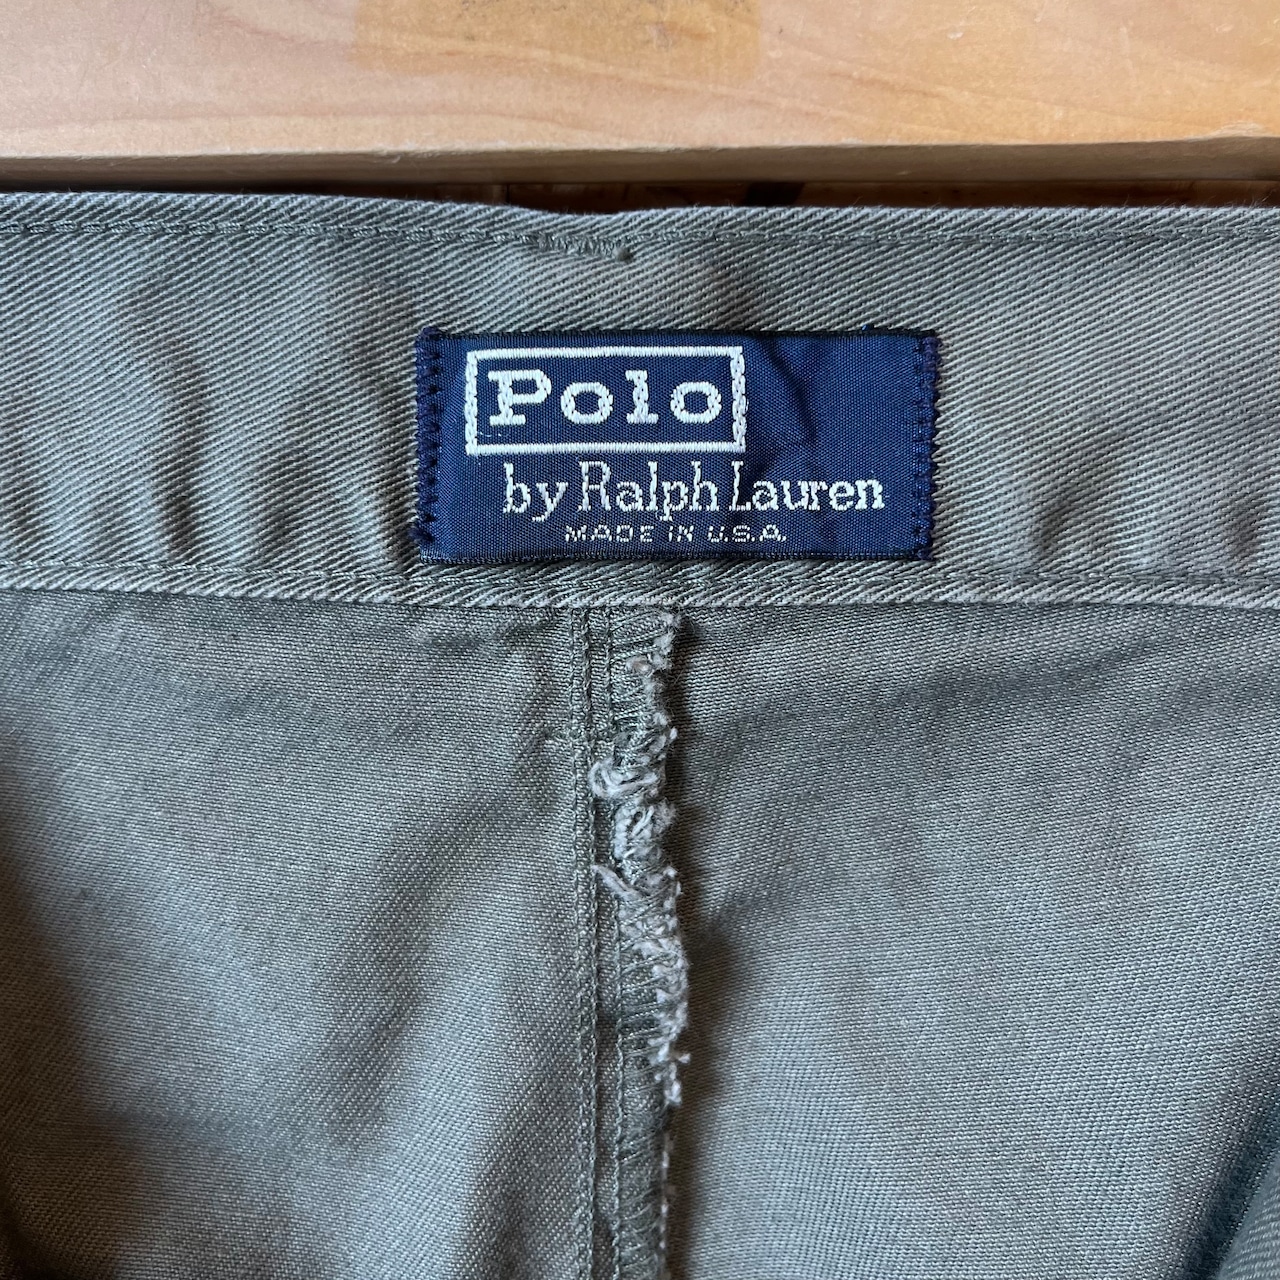 Polo
by Ralph Lauren
MADE IN U.S.A.